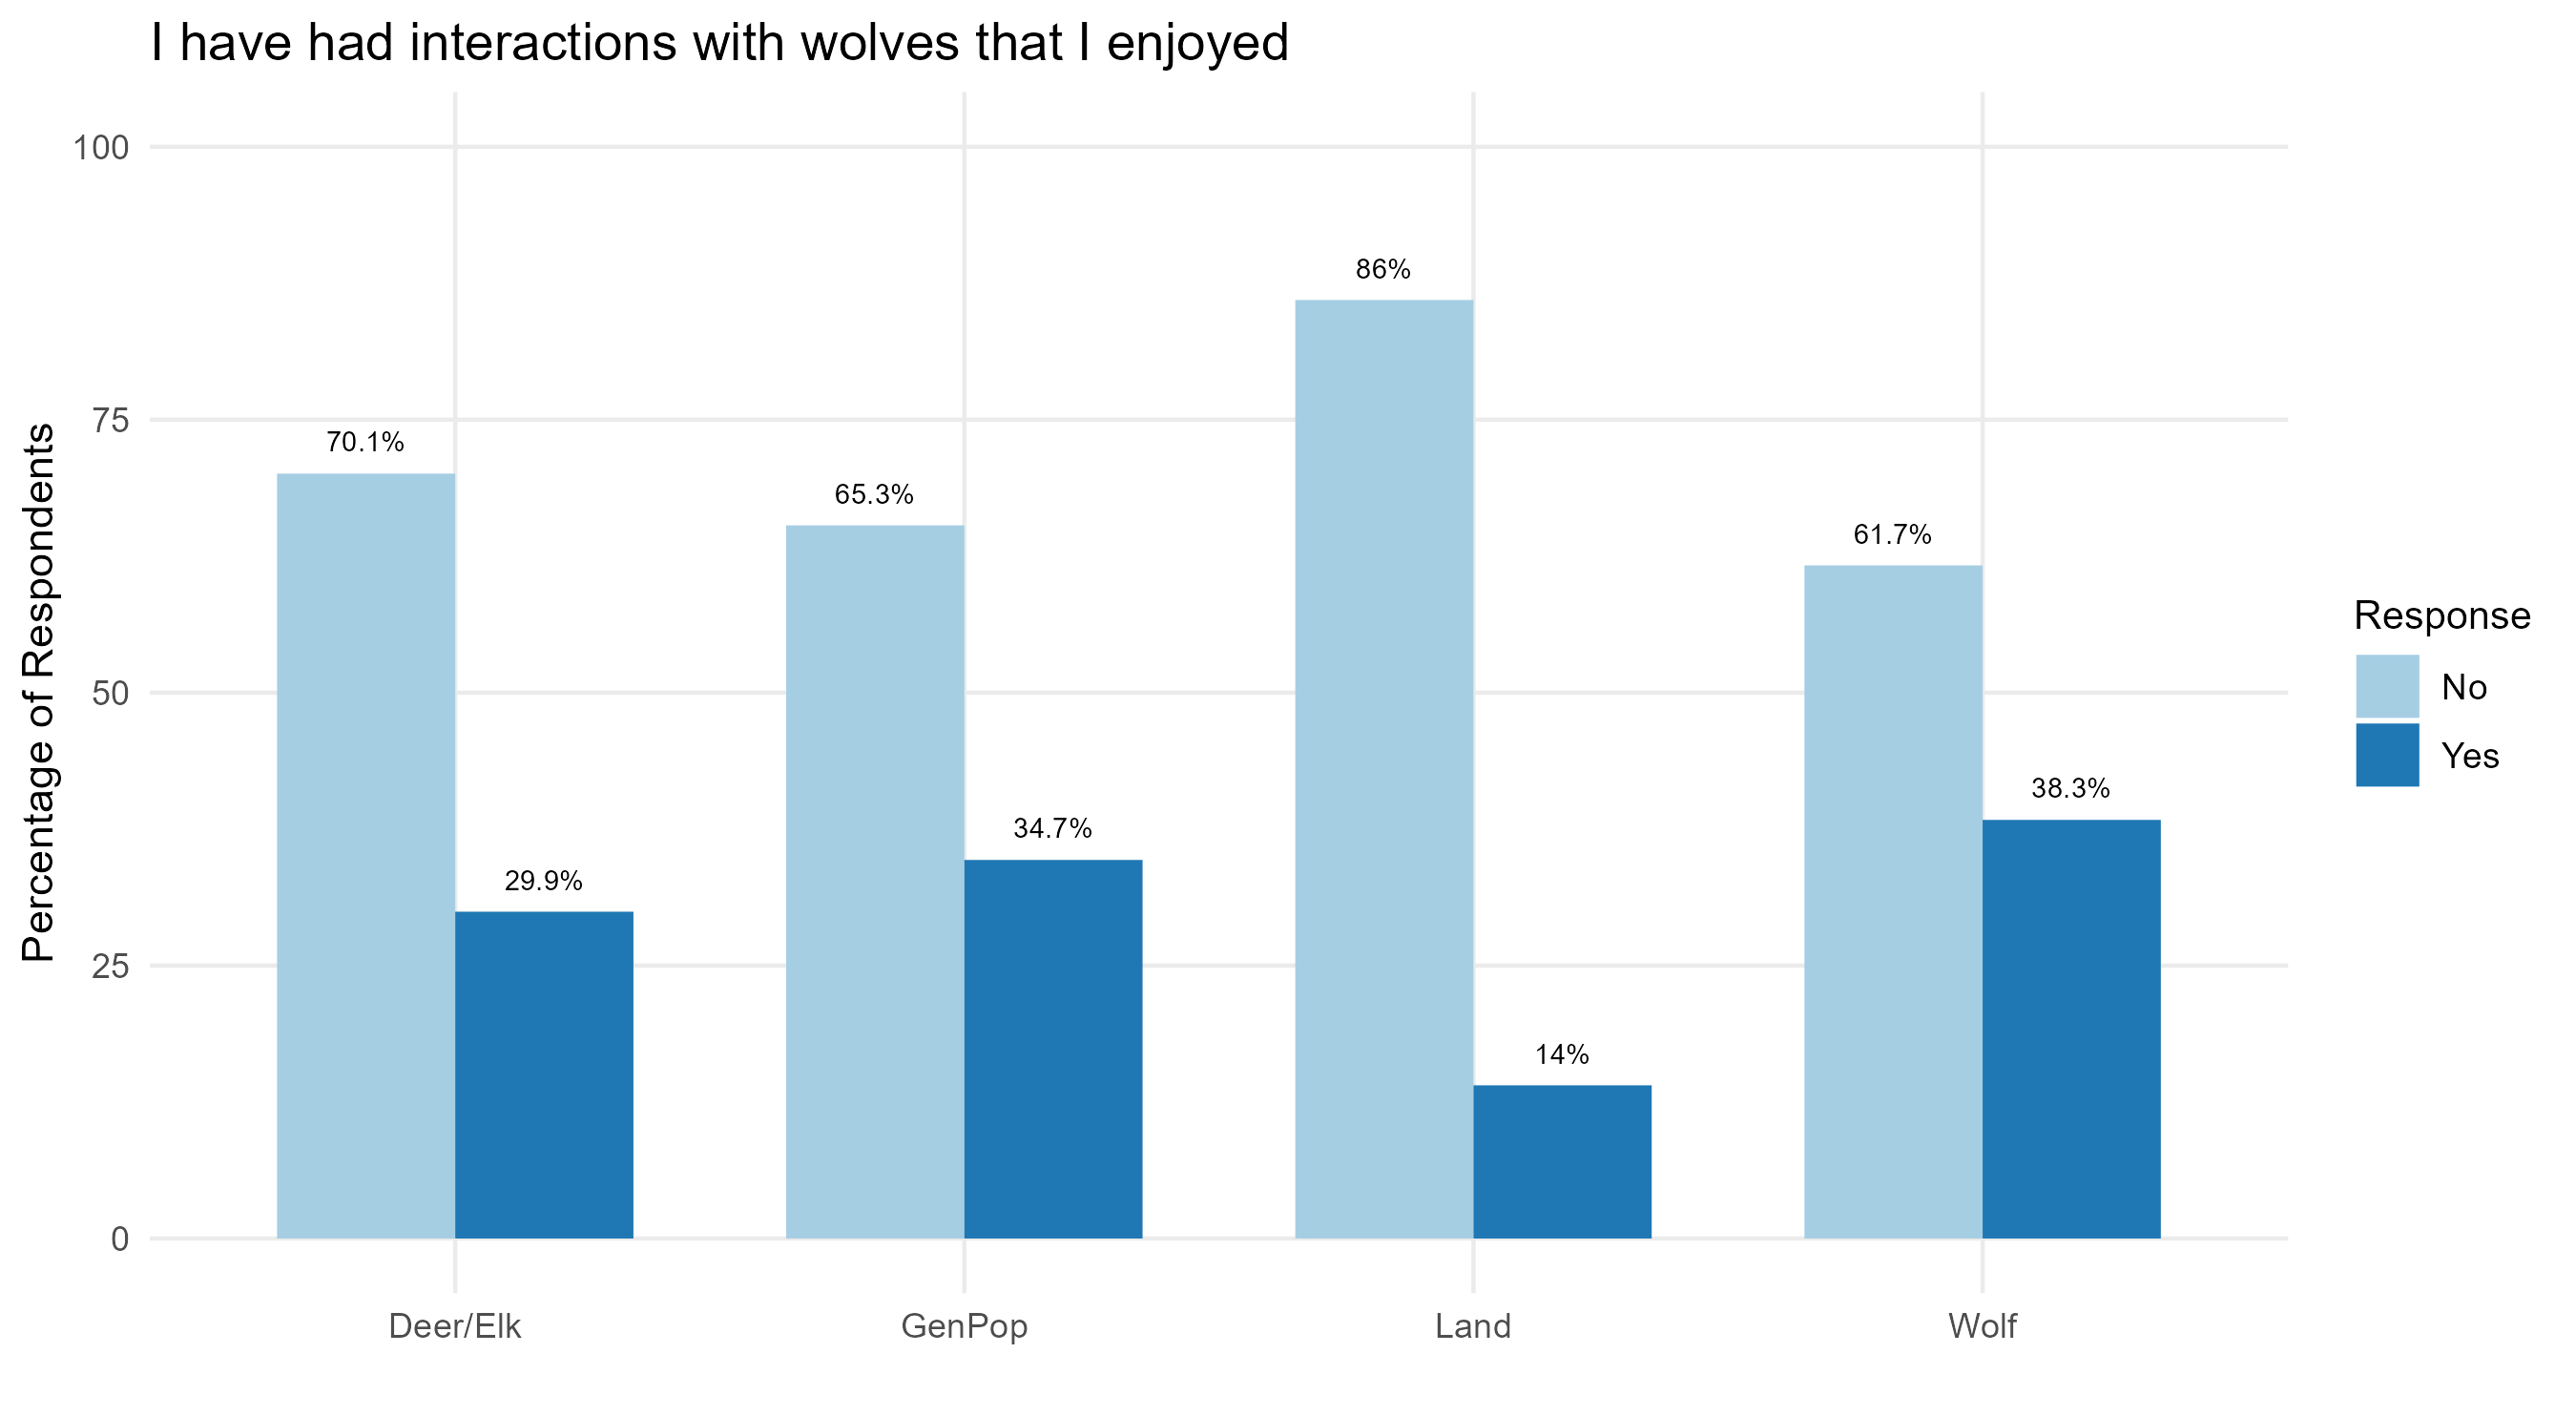 I have had interactions with wolves that I enjoyed
Percentage of Respondents
100
75
50
25
0
70.1%
29.9%
65.3%
34.7%
86%
14%
61.7%
38.3%
Deer/Elk
GenPop
Land
Wolf
Response
No
Yes